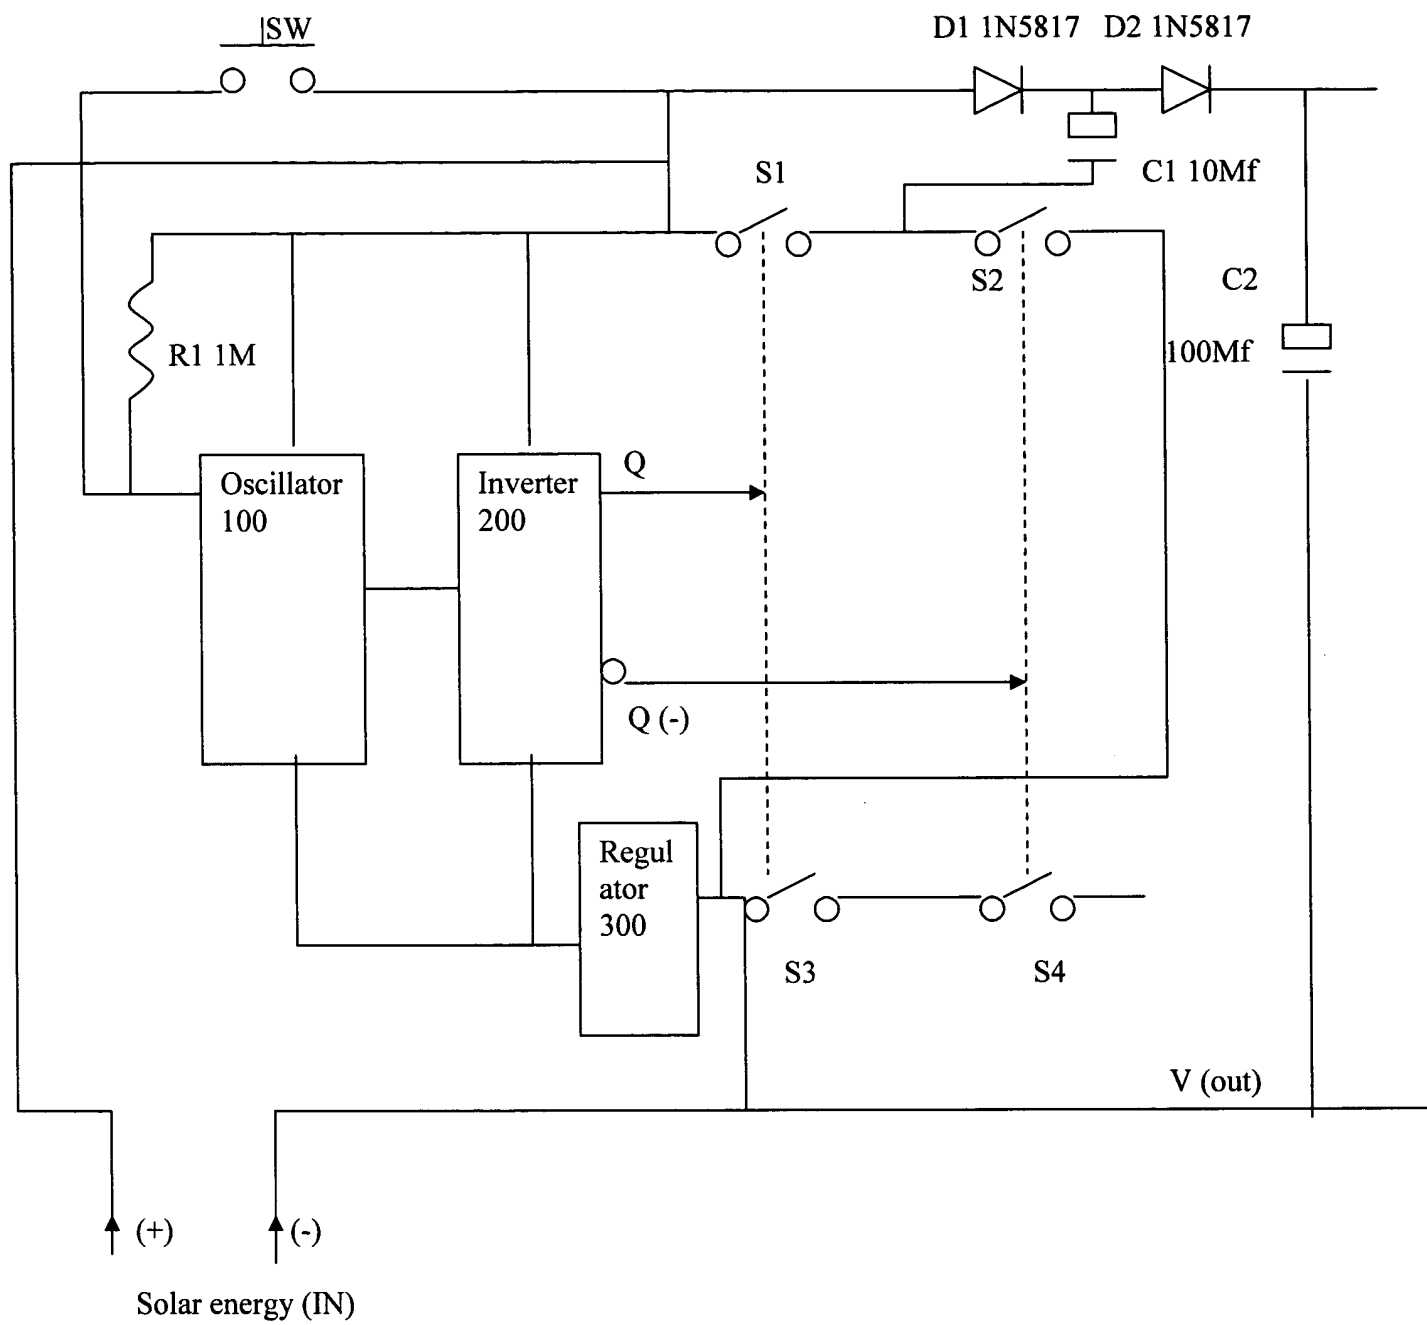 SW
D1 1N5817
D2 1N5817
C1 10Mf
S1
S2
C2
100Mf
R1 1M
Oscillator
100
Inverter
200
Q
Q (-)
Regul
ator
300
S3
S4
V (out)
(+)
(-)
Solar energy (IN)